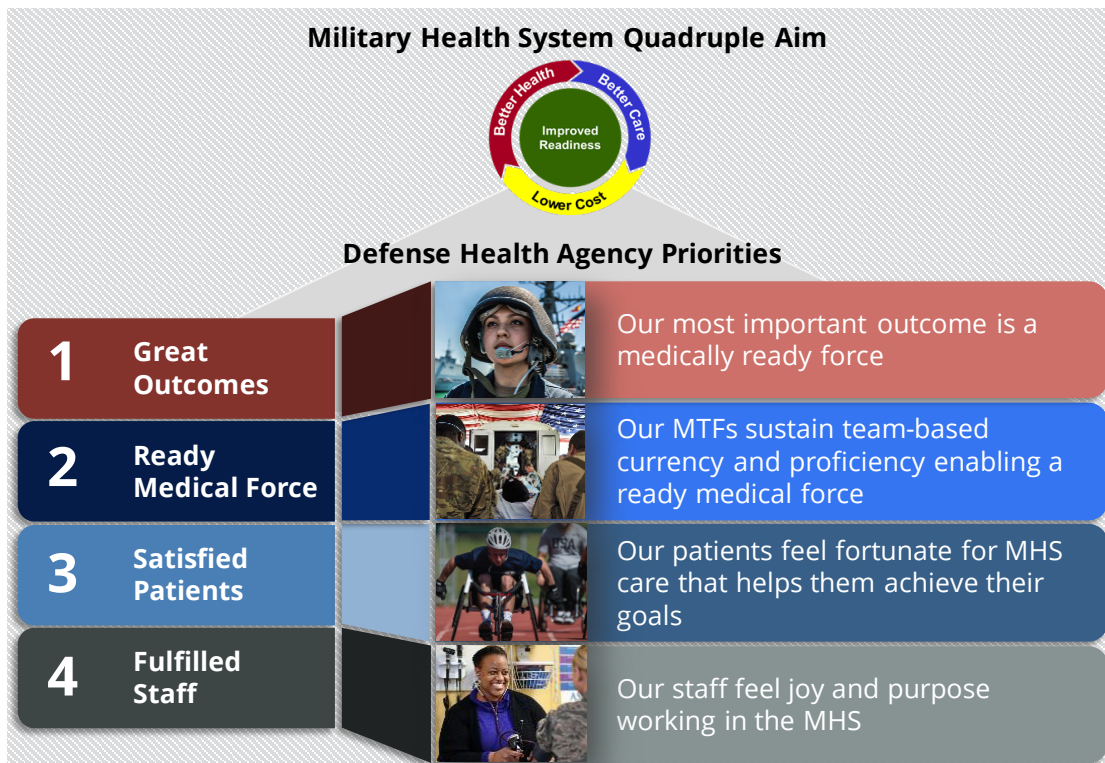 Military Health System Quadruple Aim
Better Health
Better Care
Improved
Readiness
Lower Cost
Defense Health Agency Priorities
1
Great
Outcomes
Our most important outcome is a
medically ready force
2
Ready
Medical Force
Our MTFs sustain team-based
currency and proficiency enabling a
ready medical force
3
Satisfied
Patients
Our patients feel fortunate for MHS
care that helps them achieve their
goals
4
Fulfilled
Staff
Our staff feel joy and purpose
working in the MHS